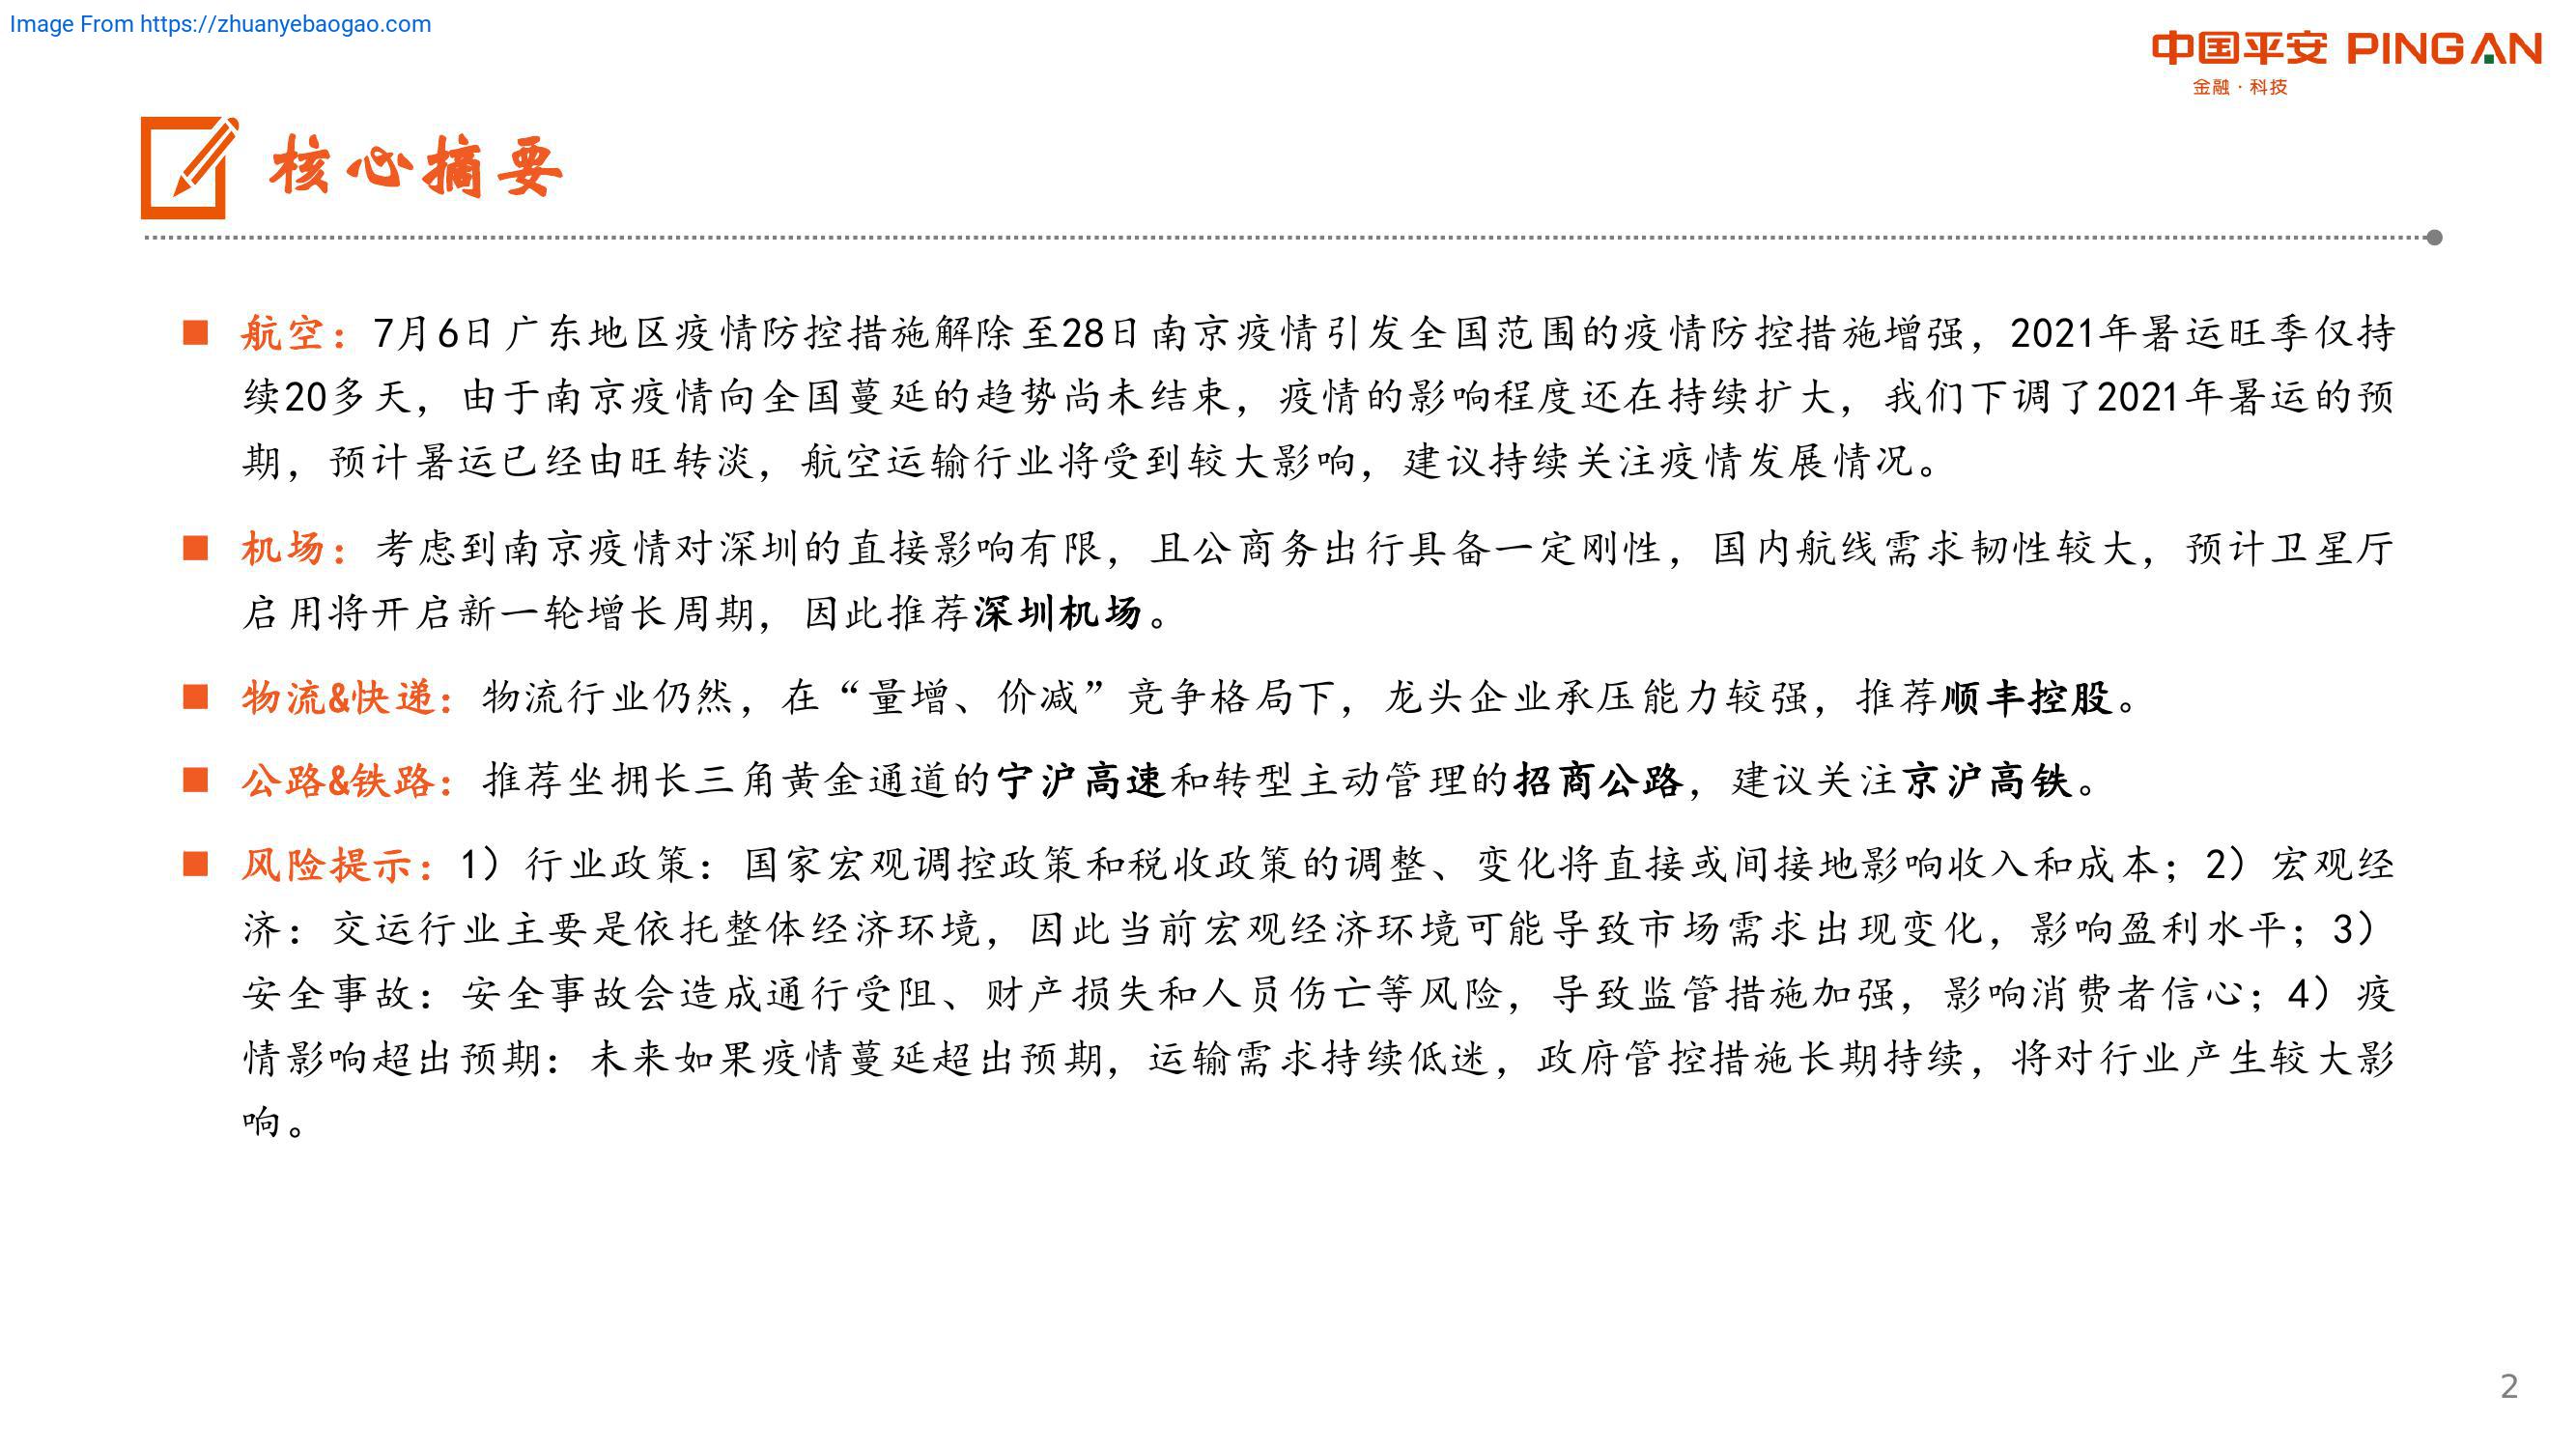 Image From https://zhuanyebaogao.com
中国平安 PINGAN
金融·科技
核心摘要
■ 航空：7月6日广东地区疫情防控措施解除至28日南京疫情引发全国范围的疫情防控措施增强，2021年暑运旺季仅持
续20多天，由于南京疫情向全国蔓延的趋势尚未结束，疫情的影响程度还在持续扩大，我们下调了2021年暑运的预
期，预计暑运已经由旺转淡，航空运输行业将受到较大影响，建议持续关注疫情发展情况。
■ 机场：考虑到南京疫情对深圳的直接影响有限，且公商务出行具备一定刚性，国内航线需求韧性较大，预计卫星厅
启用将开启新一轮增长周期，因此推荐深圳机场。
■ 物流&快递：物流行业仍然，在“量增、价减”竞争格局下，龙头企业承压能力较强，推荐顺丰控股。
■ 公路&铁路：推荐坐拥长三角黄金通道的宁沪高速和转型主动管理的招商公路，建议关注京沪高铁。
■ 风险提示：1）行业政策：国家宏观调控政策和税收政策的调整、变化将直接或间接地影响收入和成本；2）宏观经
济：交运行业主要是依托整体经济环境，因此当前宏观经济环境可能导致市场需求出现变化，影响盈利水平；3）
安全事故：安全事故会造成通行受阻、财产损失和人员伤亡等风险，导致监管措施加强，影响消费者信心；4）疫
情影响超出预期：未来如果疫情蔓延超出预期，运输需求持续低迷，政府管控措施长期持续，将对行业产生较大影
响。
2